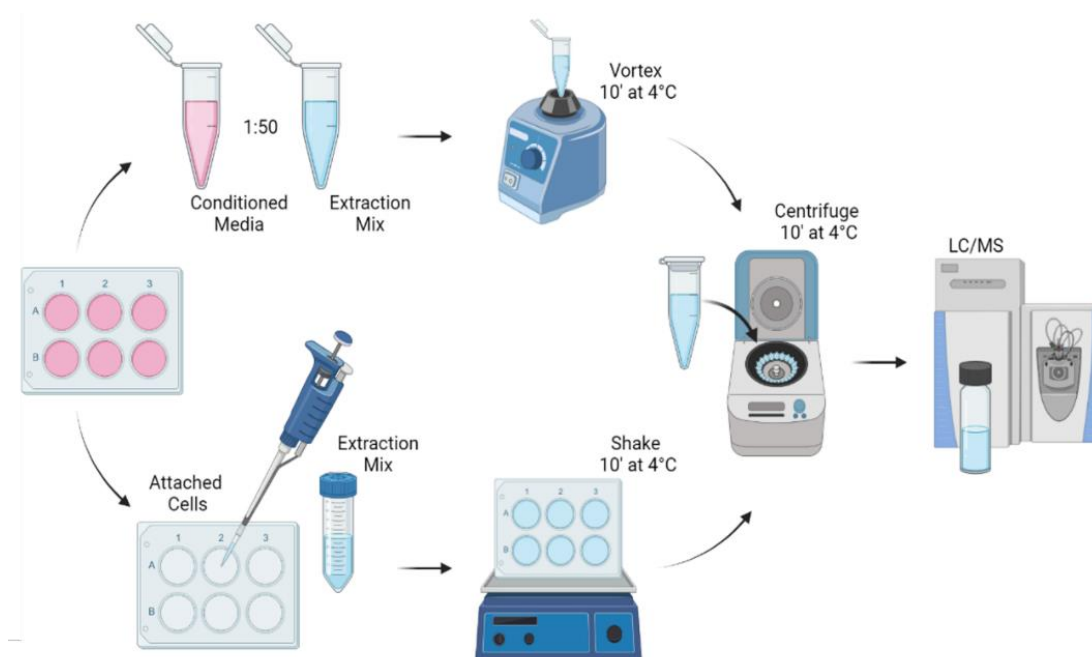 Vortex
10' at 4°C
1:50
Conditioned
Media
Extraction
Mix
Centrifuge
10' at 4°C
LC/MS
1 2 3
A
B
Attached
Cells
Extraction
Mix
Shake
10' at 4°C
1 2 3
A
B
1 2 3
A
B